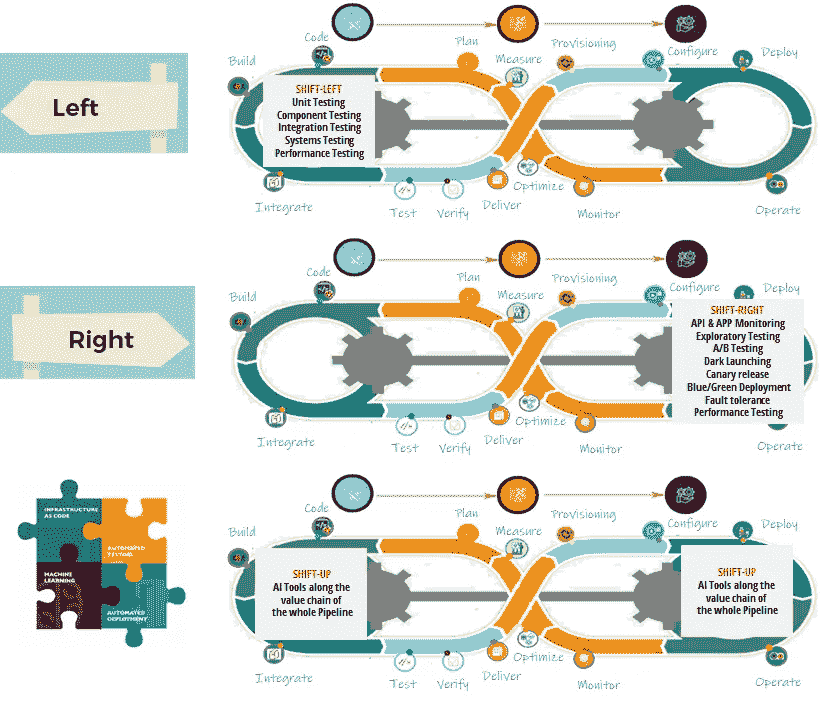 Left
Code
Build
Plan
Measure
Provisioning
Configure
Deploy
SHIFT-LEFT
Unit Testing
Component Testing
Integration Testing
Systems Testing
Performance Testing
Integrate
Test
Verify
Deliver
Optimize
Monitor
Operate
Right
Code
Build
Plan
Measure
Provisioning
Configure
Deploy
SHIFT-RIGHT
API & APP Monitoring
Exploratory Testing
A/B Testing
Dark Launching
Canary release
Blue/Green Deployment
Fault tolerance
Performance Testing
Integrate
Test
Verify
Deliver
Optimize
Monitor
Operate
INFRASTRUCTURE
AS CODE
AUTOMATED
TESTING
MACHINE
LEARNING
AUTOMATED
DEPLOYMENT
Code
Build
Plan
Measure
Provisioning
Configure
Deploy
SHIFT-UP
AI Tools along the
value chain of
the whole Pipeline
SHIFT-UP
AI Tools along the
value chain of
the whole Pipeline
Integrate
Test
Verify
Deliver
Optimize
Monitor
Operate